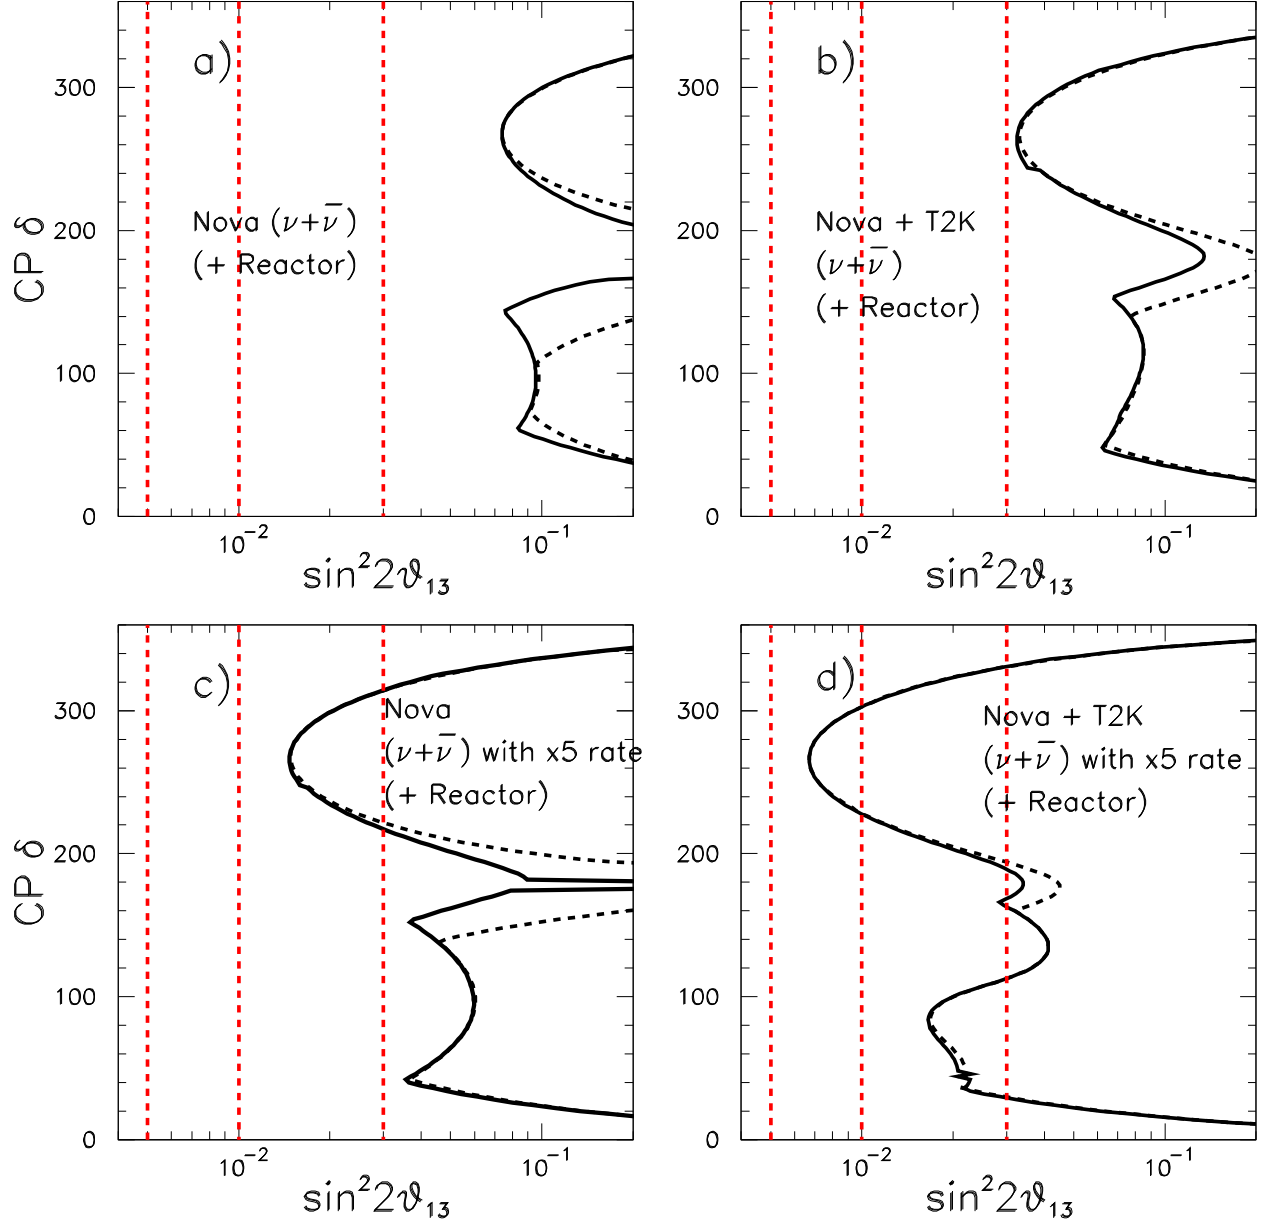 a)
300
200
100
0
CP δ
Nova (ν+ν̅)
(+ Reactor)
10⁻²
10⁻¹
sin²2ϑ₁₃
b)
300
200
100
0
Nova + T2K
(ν+ν̅)
(+ Reactor)
10⁻²
10⁻¹
sin²2ϑ₁₃
c)
300
200
100
0
CP δ
Nova
(ν+ν̅) with x5 rate
(+ Reactor)
10⁻²
10⁻¹
sin²2ϑ₁₃
d)
300
200
100
0
Nova + T2K
(ν+ν̅) with x5 rate
(+ Reactor)
10⁻²
10⁻¹
sin²2ϑ₁₃